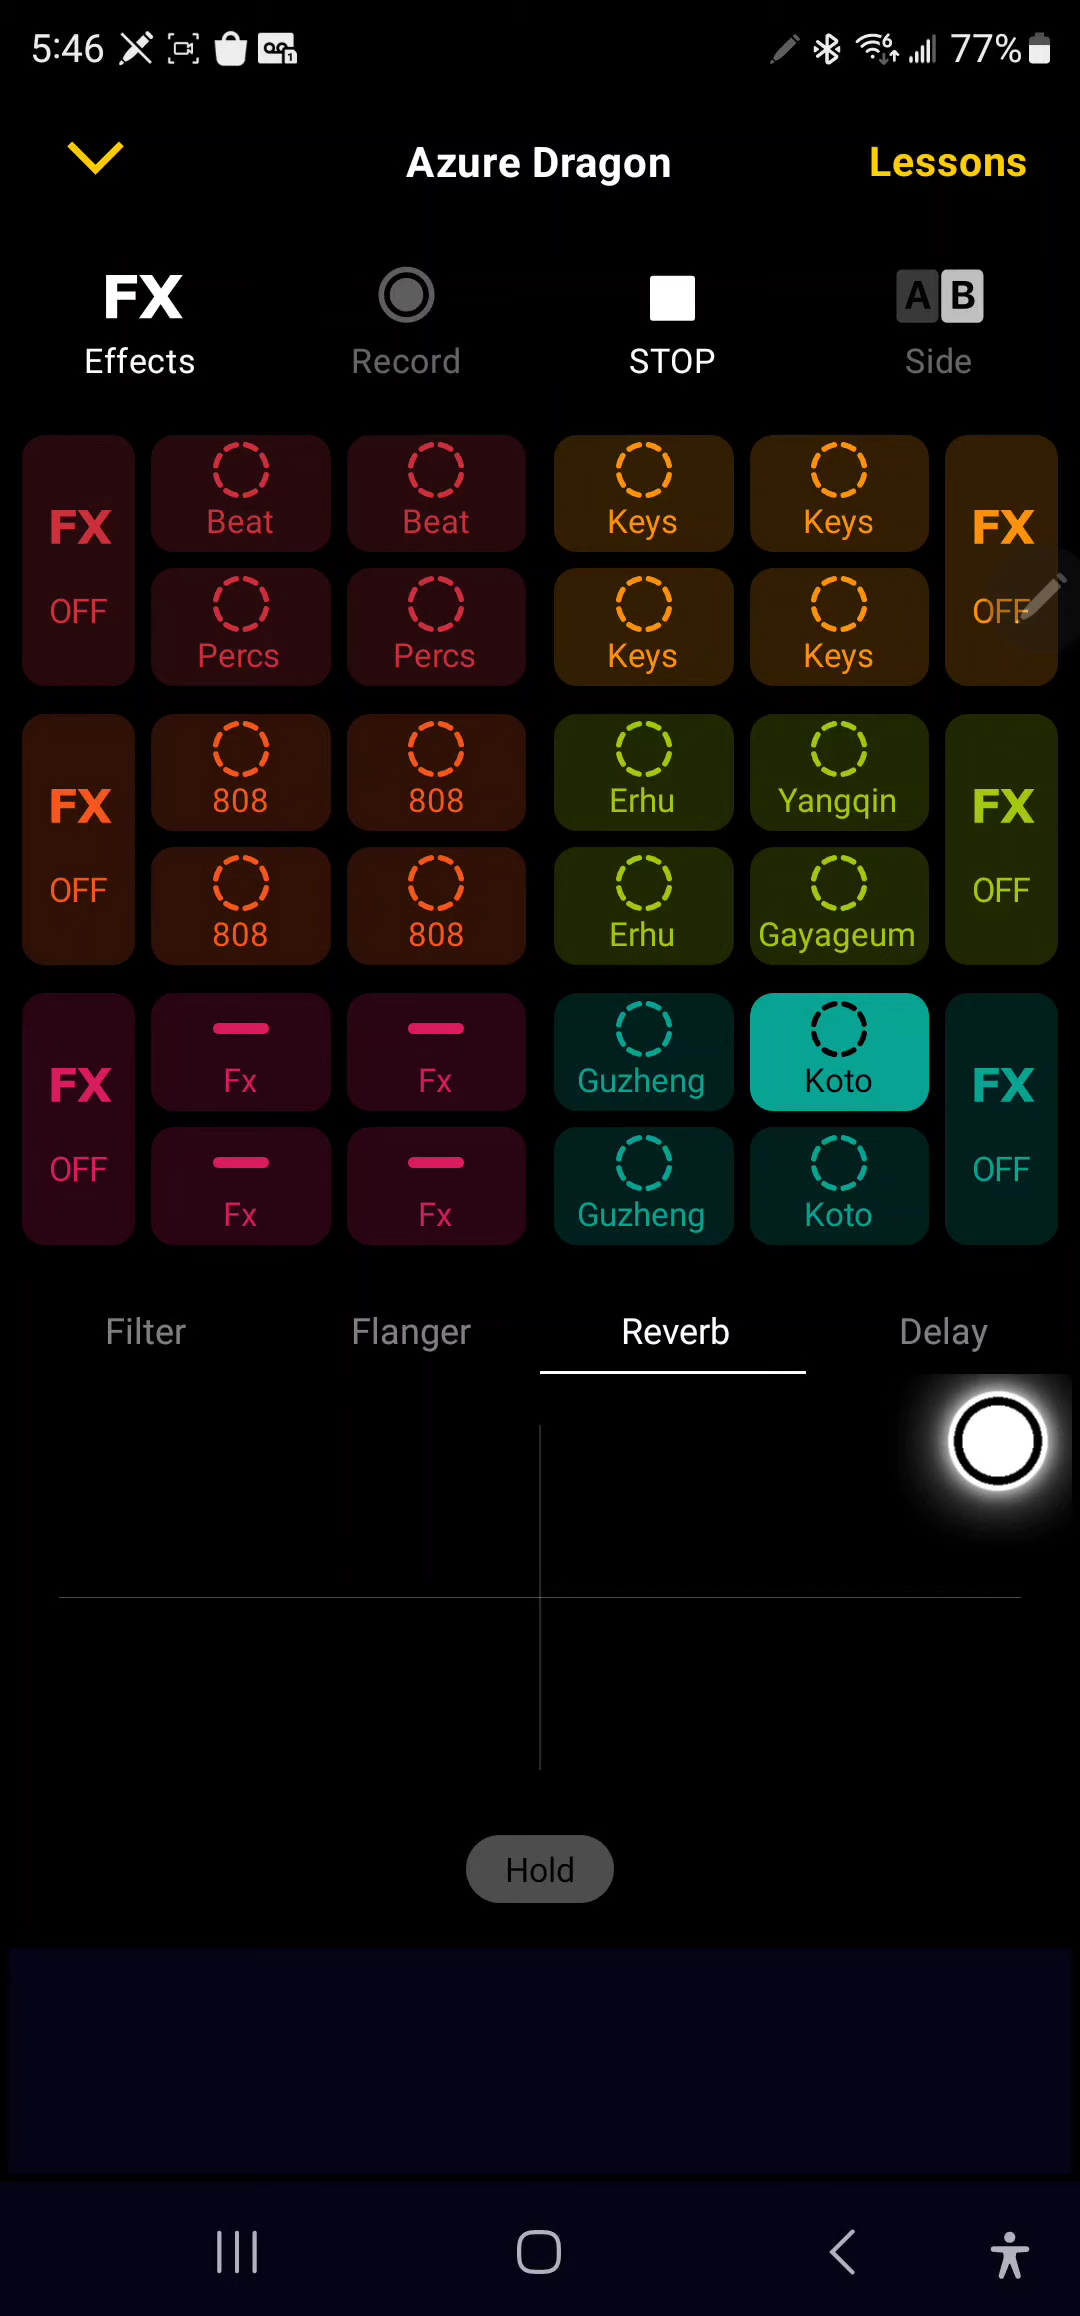 5:46
6
77%
Azure Dragon
Lessons
FX
A B
Effects
Record
STOP
Side
FX
OFF
Beat
Beat
Keys
Keys
FX
OFF
Percs
Percs
Keys
Keys
FX
OFF
808
808
Erhu
Yangqin
FX
OFF
808
808
Erhu
Gayageum
FX
OFF
Fx
Fx
Guzheng
Koto
FX
OFF
Fx
Fx
Guzheng
Koto
Filter
Flanger
Reverb
Delay
Hold